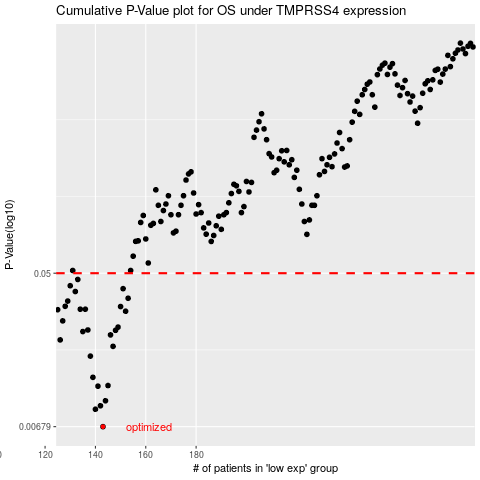 Cumulative P-Value plot for OS under TMPRSS4 expression
P-Value(log10)
0.05
0.00679
optimized
0 120 140 160 180
# of patients in 'low exp' group